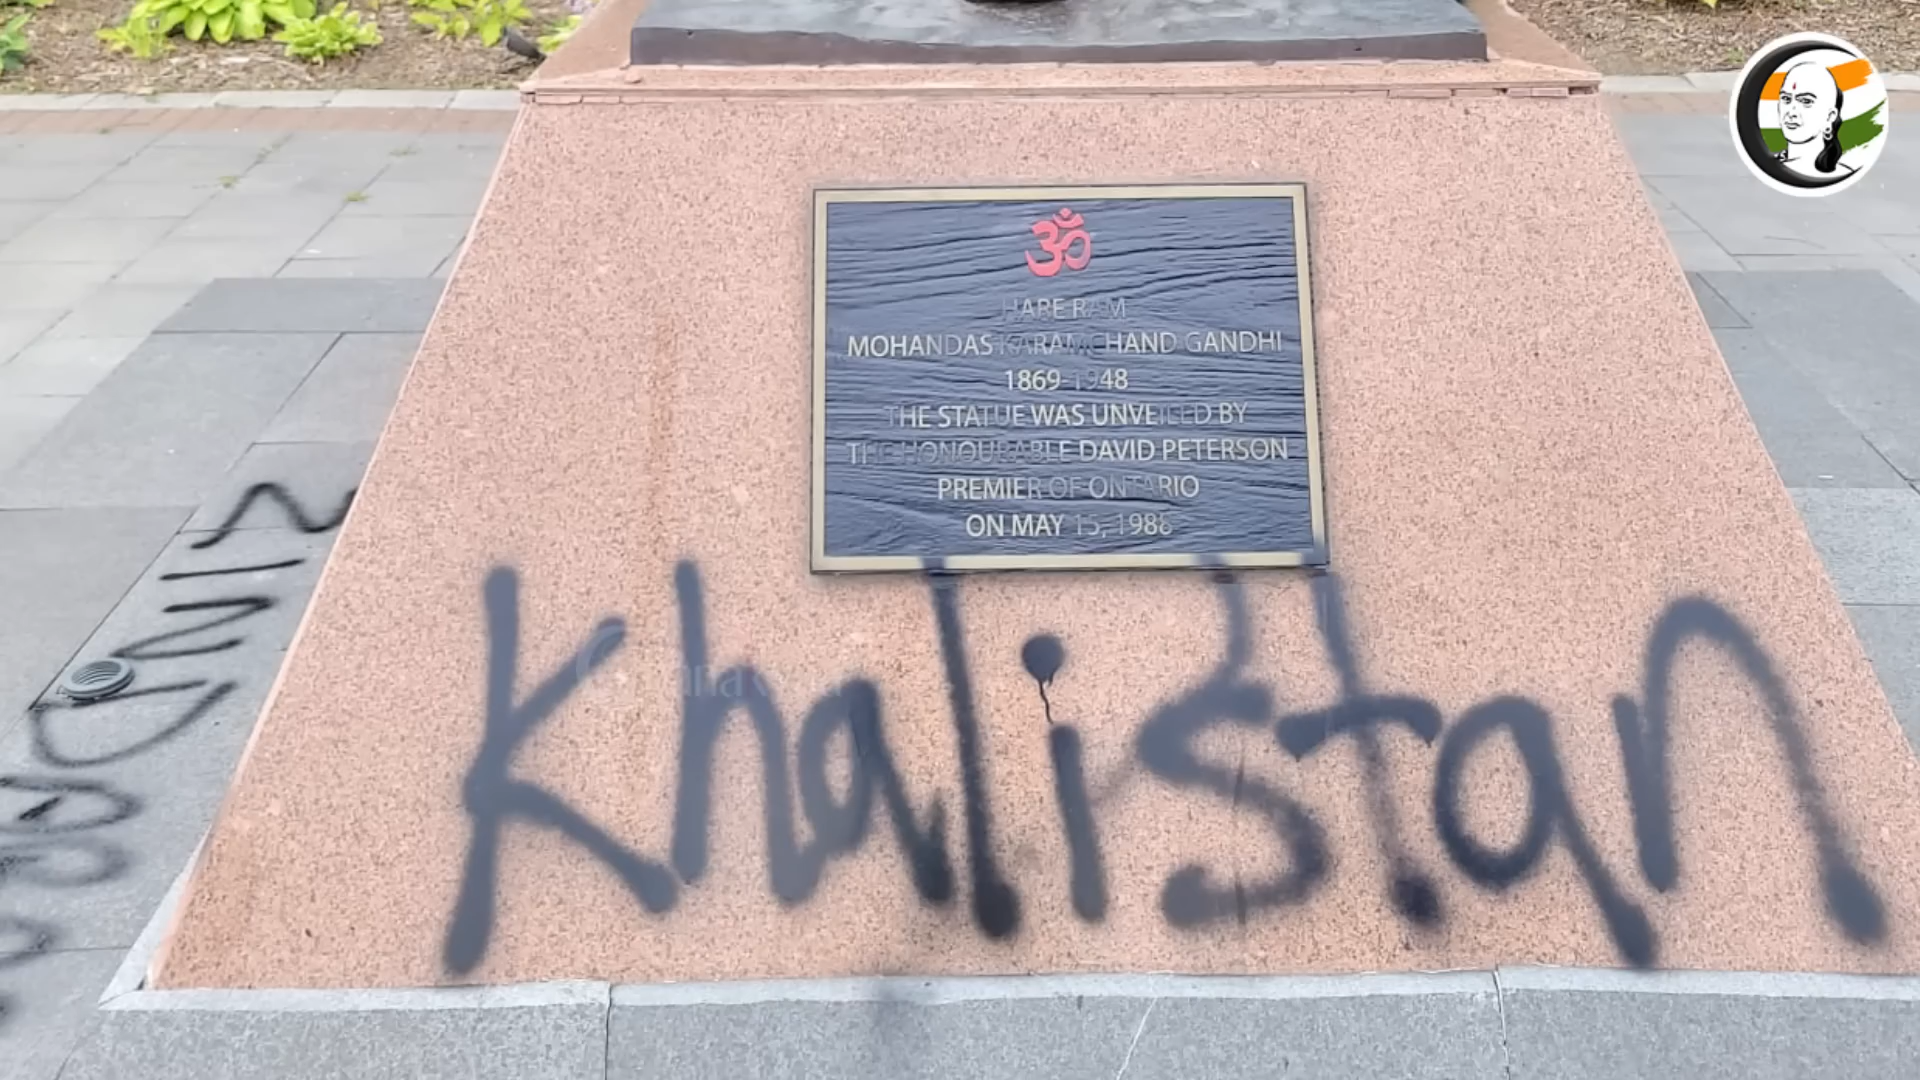 ॐ
HARE RAM
MOHANDAS KARAMCHAND GANDHI
1869-1948
THE STATUE WAS UNVEILED BY
THE HONOURABLE DAVID PETERSON
PREMIER OF ONTARIO
ON MAY 15, 1988
Khalistan